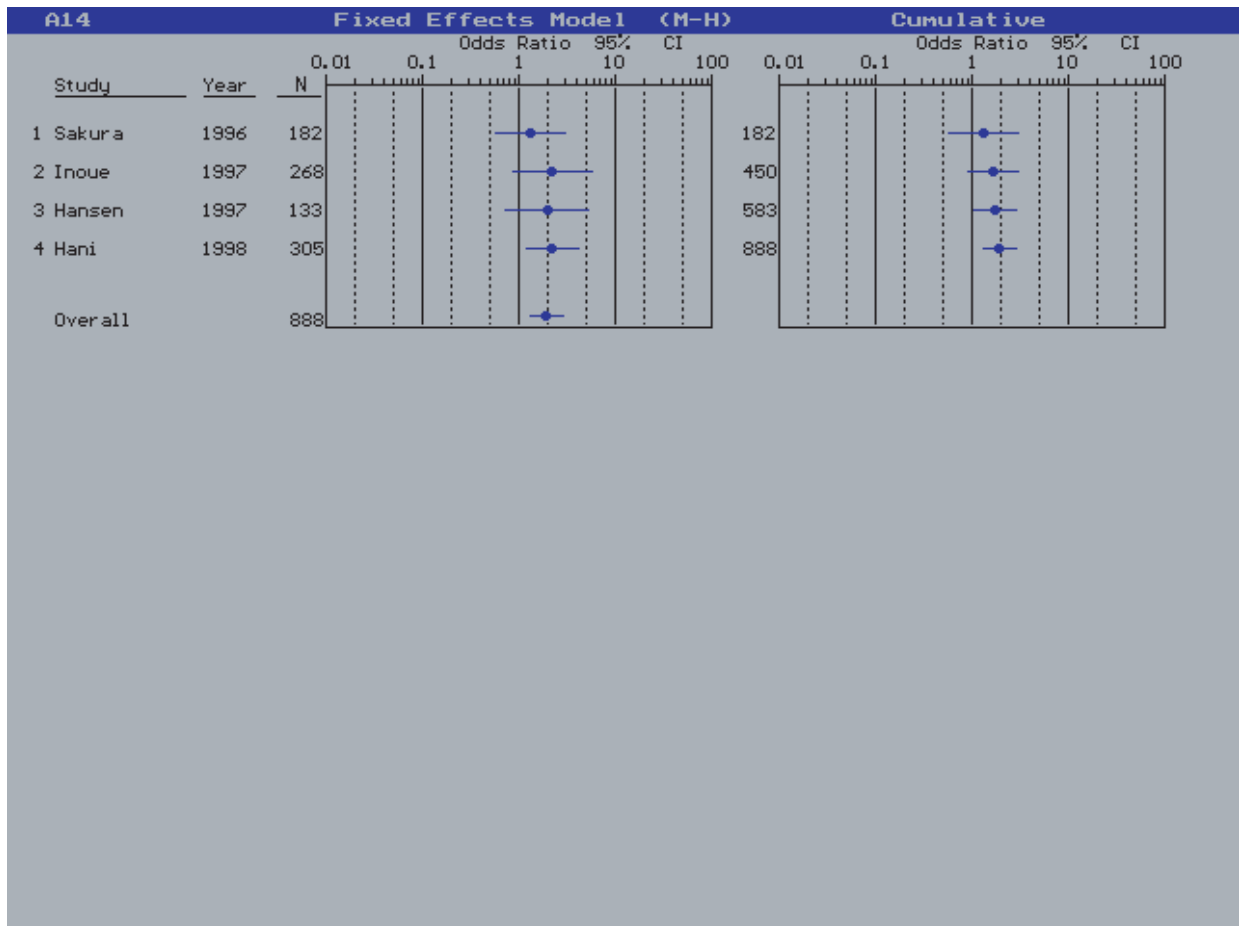 A14 Fixed Effects Model (M-H) Cumulative
Odds Ratio 95% CI Odds Ratio 95% CI
0.01 0.1 1 10 100 0.01 0.1 1 10 100
Study Year N
1 Sakura 1996 182 182
2 Inoue 1997 268 450
3 Hansen 1997 133 583
4 Hani 1998 305 888
Overall 888